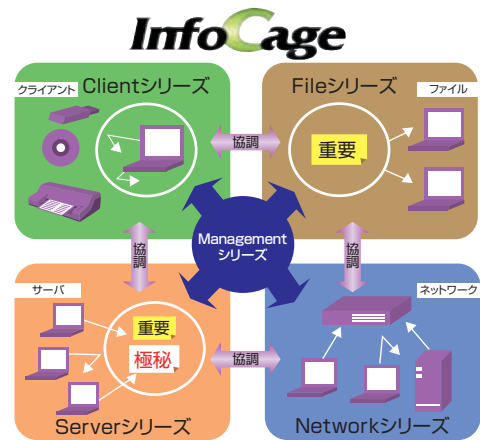 InfoCage
クライアント
Clientシリーズ
Fileシリーズ
ファイル
協調
重要
Management
シリーズ
協調
協調
サーバ
ネットワーク
重要
極秘
協調
Serverシリーズ
Networkシリーズ